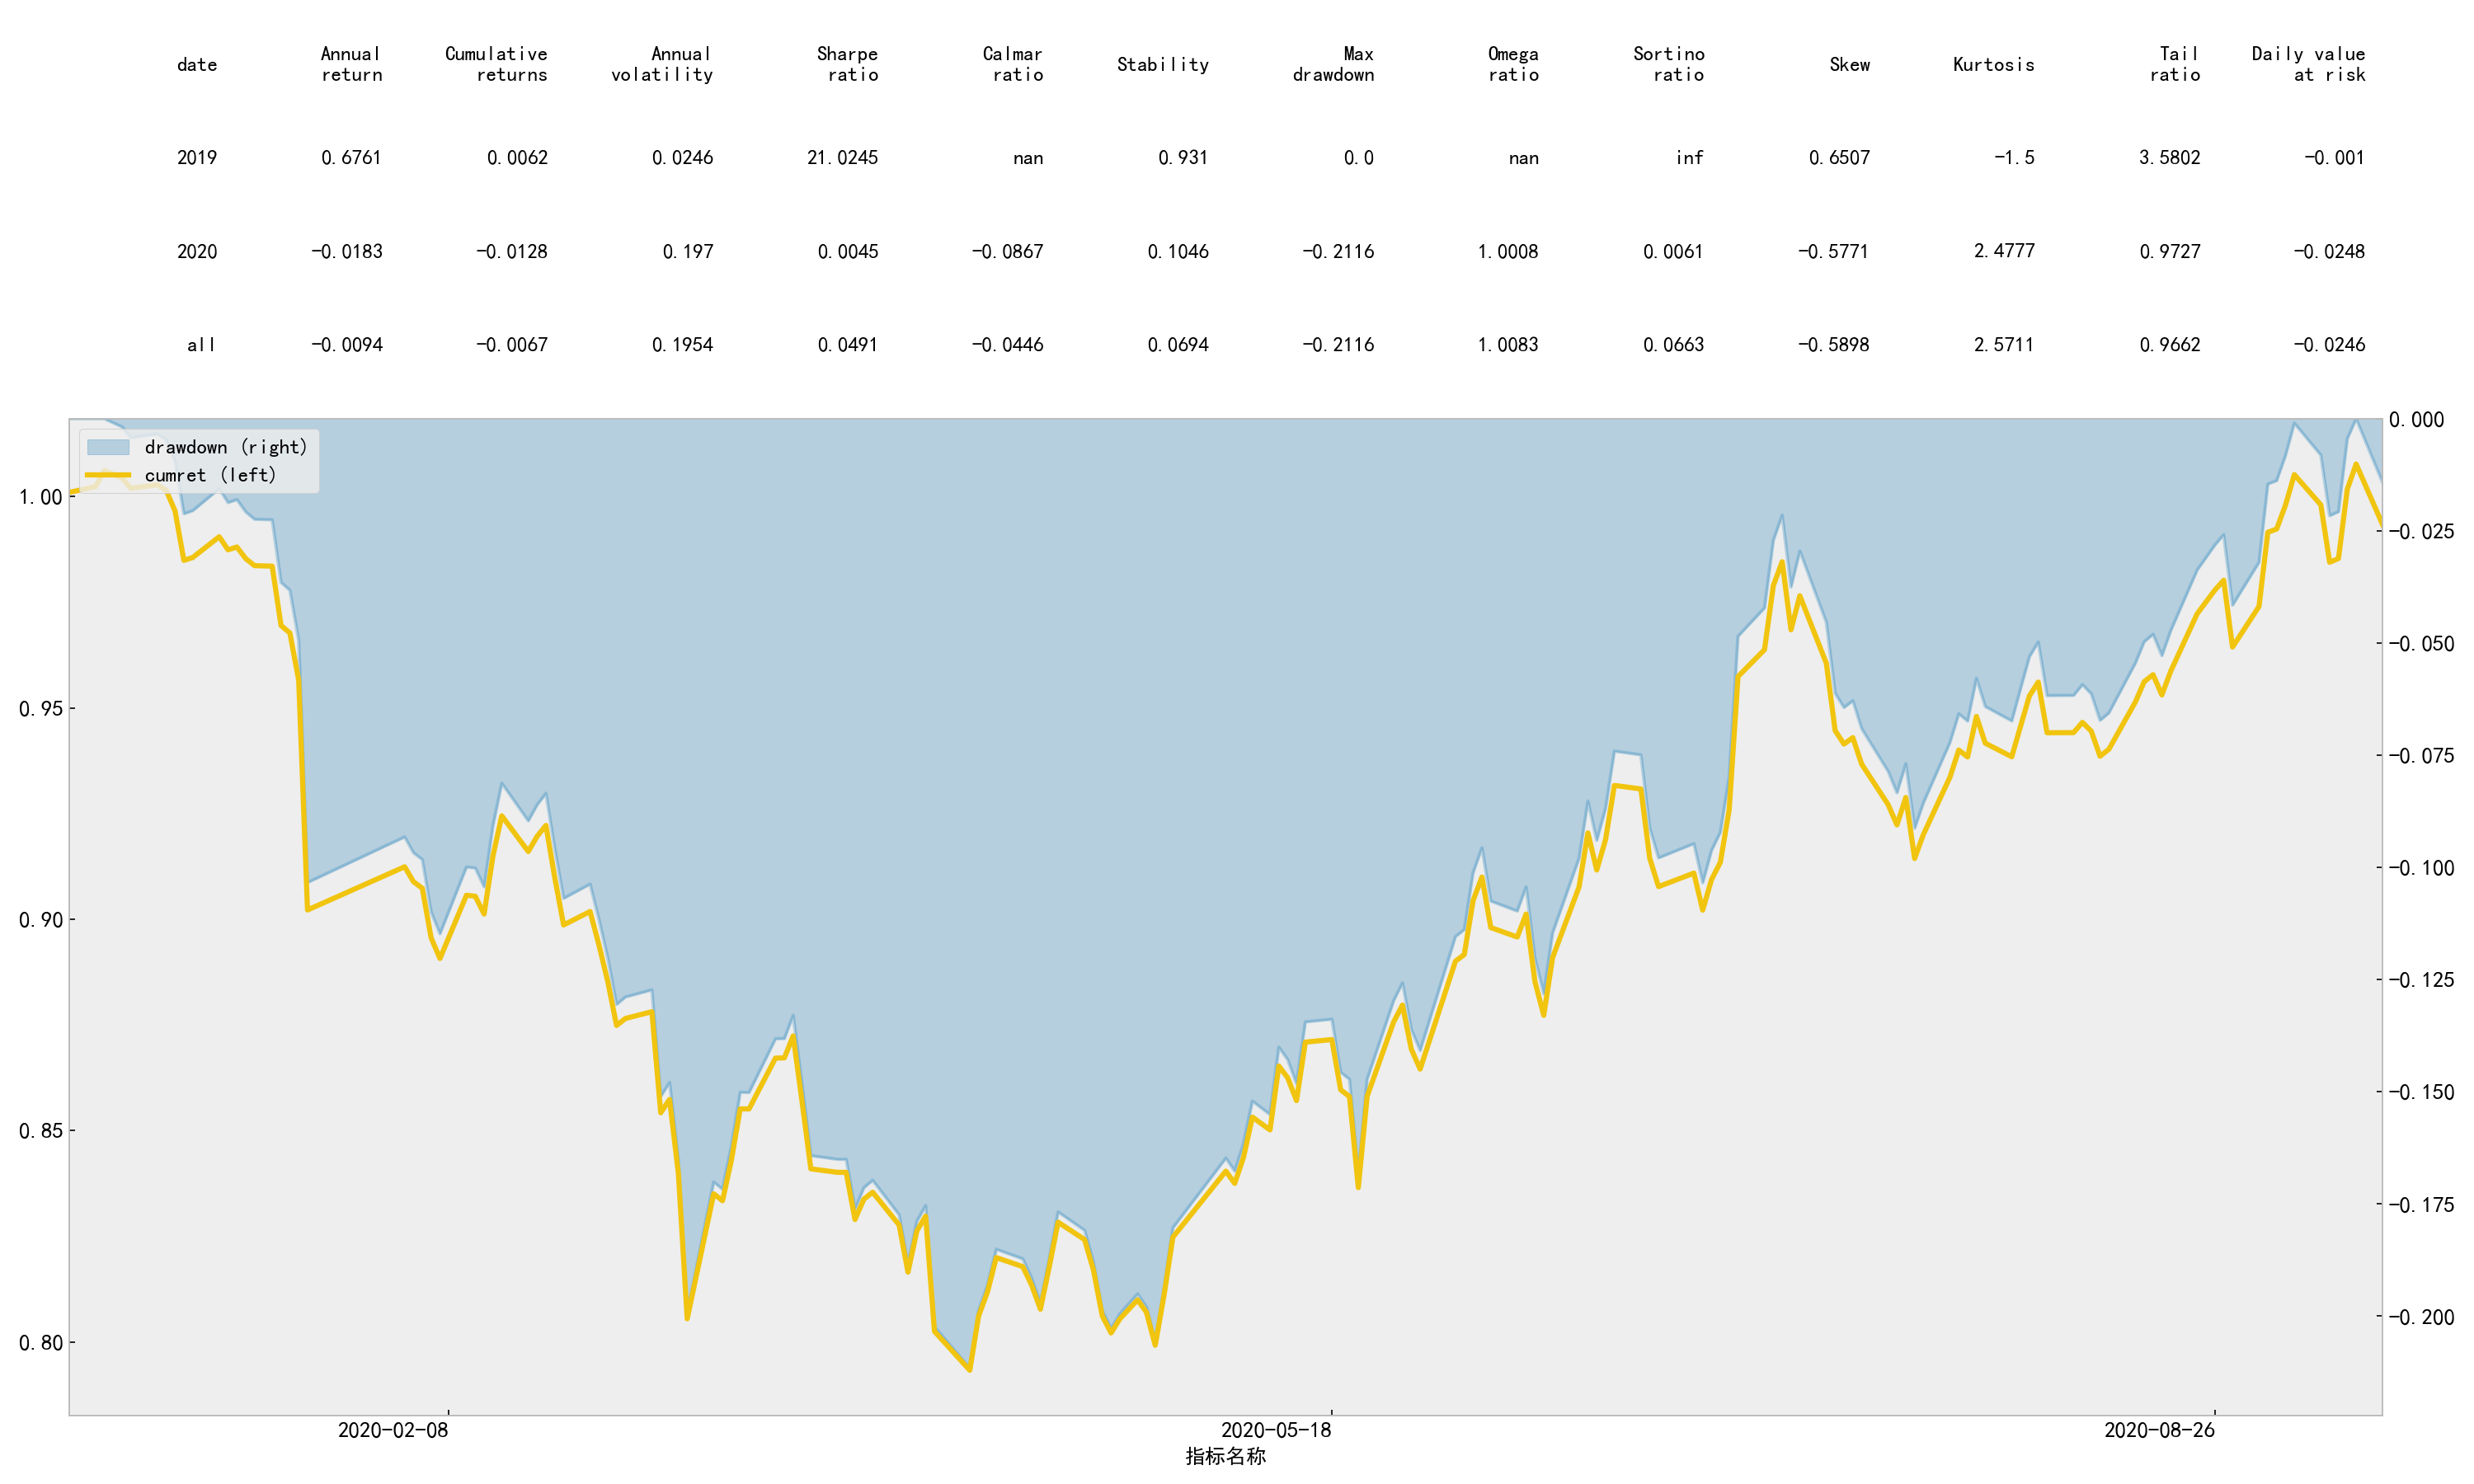 date Annual return Cumulative returns Annual volatility Sharpe ratio Calmar ratio Stability Max drawdown Omega ratio Sortino ratio Skew Kurtosis Tail ratio Daily value at risk
2019 0.6761 0.0062 0.0246 21.0245 nan 0.931 0.0 nan inf 0.6507 −1.5 3.5802 −0.001
2020 −0.0183 −0.0128 0.197 0.0045 −0.0867 0.1046 −0.2116 1.0008 0.0061 −0.5771 2.4777 0.9727 −0.0248
all −0.0094 −0.0067 0.1954 0.0491 −0.0446 0.0694 −0.2116 1.0083 0.0663 −0.5898 2.5711 0.9662 −0.0246
drawdown (right)
cumret (left)
1.00
0.95
0.90
0.85
0.80
0.000
−0.025
−0.050
−0.075
−0.100
−0.125
−0.150
−0.175
−0.200
2020−02−08 2020−05−18 2020−08−26
指标名称